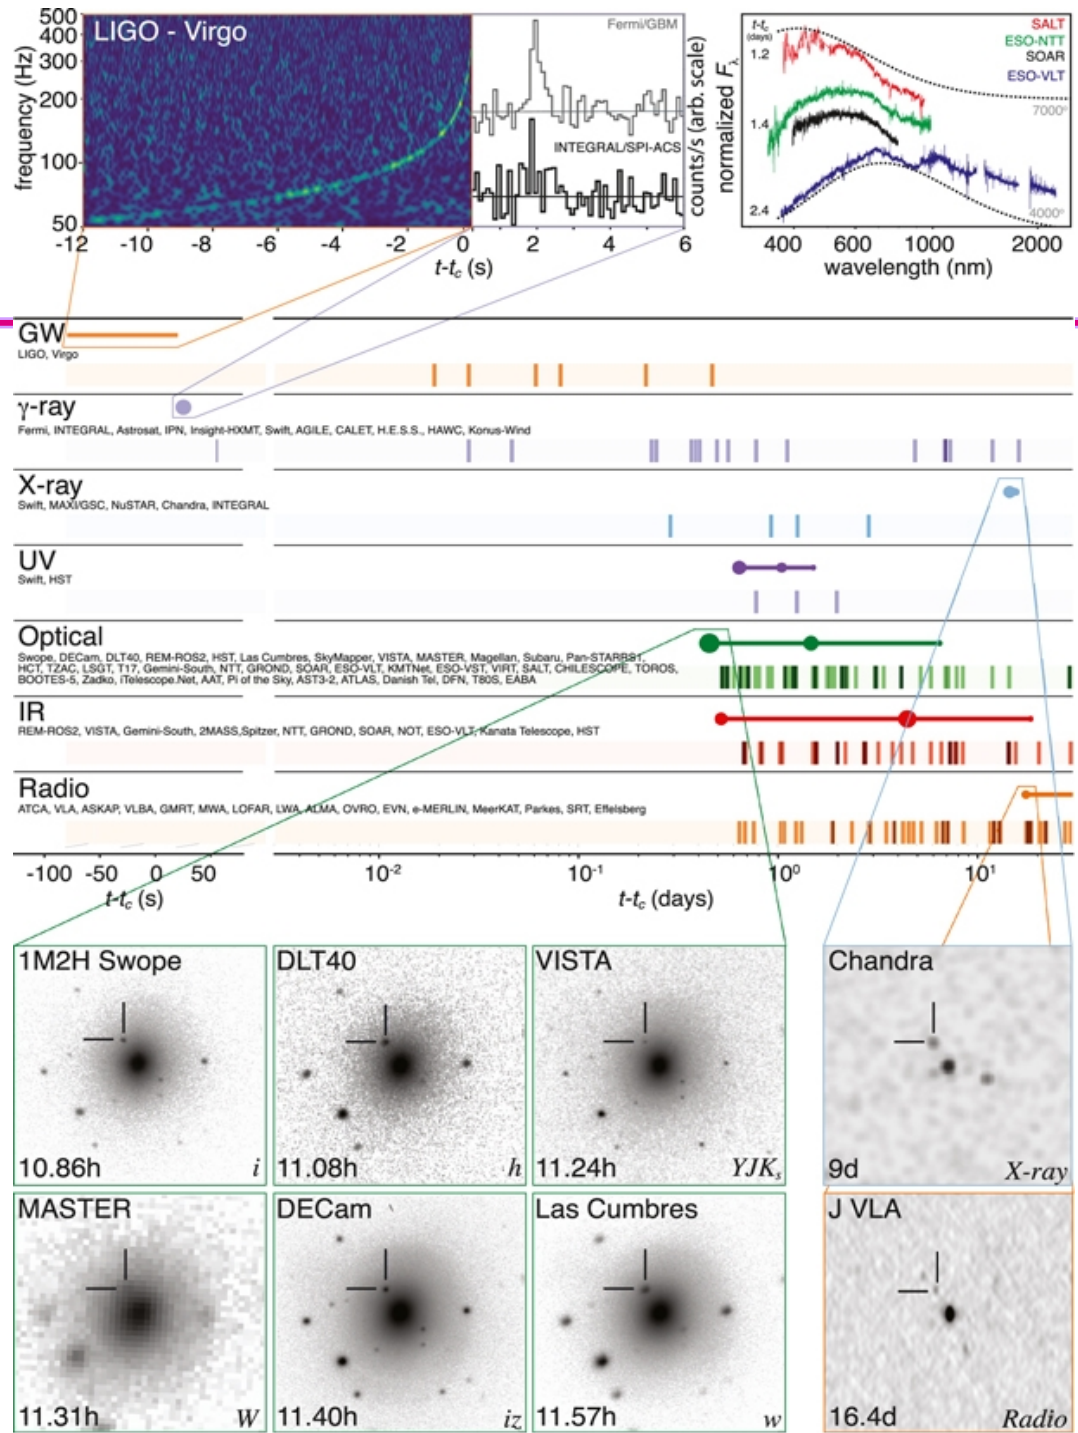 LIGO - Virgo
frequency (Hz)
500
400
300
200
100
50
-12 -10 -8 -6 -4 -2 0 2 4 6
t-tc (s)
Fermi/GBM
INTEGRAL/SPI-ACS
counts/s (arb. scale)
normalized Fλ
t-tc
(days)
1.2
1.4
2.4
SALT
ESO-NTT
SOAR
ESO-VLT
7000°
4000°
400 600 1000 2000
wavelength (nm)
GW
LIGO, Virgo
γ-ray
Fermi, INTEGRAL, Astrosat, IPN, Insight-HXMT, Swift, AGILE, CALET, H.E.S.S., HAWC, Konus-Wind
X-ray
Swift, MAXI/GSC, NuSTAR, Chandra, INTEGRAL
UV
Swift, HST
Optical
Swope, DECam, DLT40, REM-ROS2, HST, Las Cumbres, SkyMapper, VISTA, MASTER, Magellan, Subaru, Pan-STARRS1,
HCT, TZAC, LSGT, T17, Gemini-South, NTT, GROND, SOAR, ESO-VLT, KMTNet, ESO-VST, VIRT, SALT, CHILESCOPE, TOROS,
BOOTES-5, Zadko, iTelescope.Net, AAT, Pi of the Sky, AST3-2, ATLAS, Danish Tel, DFN, T80S, EABA
IR
REM-ROS2, VISTA, Gemini-South, 2MASS,Spitzer, NTT, GROND, SOAR, NOT, ESO-VLT, Kanata Telescope, HST
Radio
ATCA, VLA, ASKAP, VLBA, GMRT, MWA, LOFAR, LWA, ALMA, OVRO, EVN, e-MERLIN, MeerKAT, Parkes, SRT, Effelsberg
-100 -50 0 50 10-2 10-1 100 101
t-tc (s) t-tc (days)
1M2H Swope
10.86h i
DLT40
11.08h h
VISTA
11.24h YJKs
Chandra
9d X-ray
MASTER
11.31h W
DECam
11.40h iz
Las Cumbres
11.57h w
J VLA
16.4d Radio